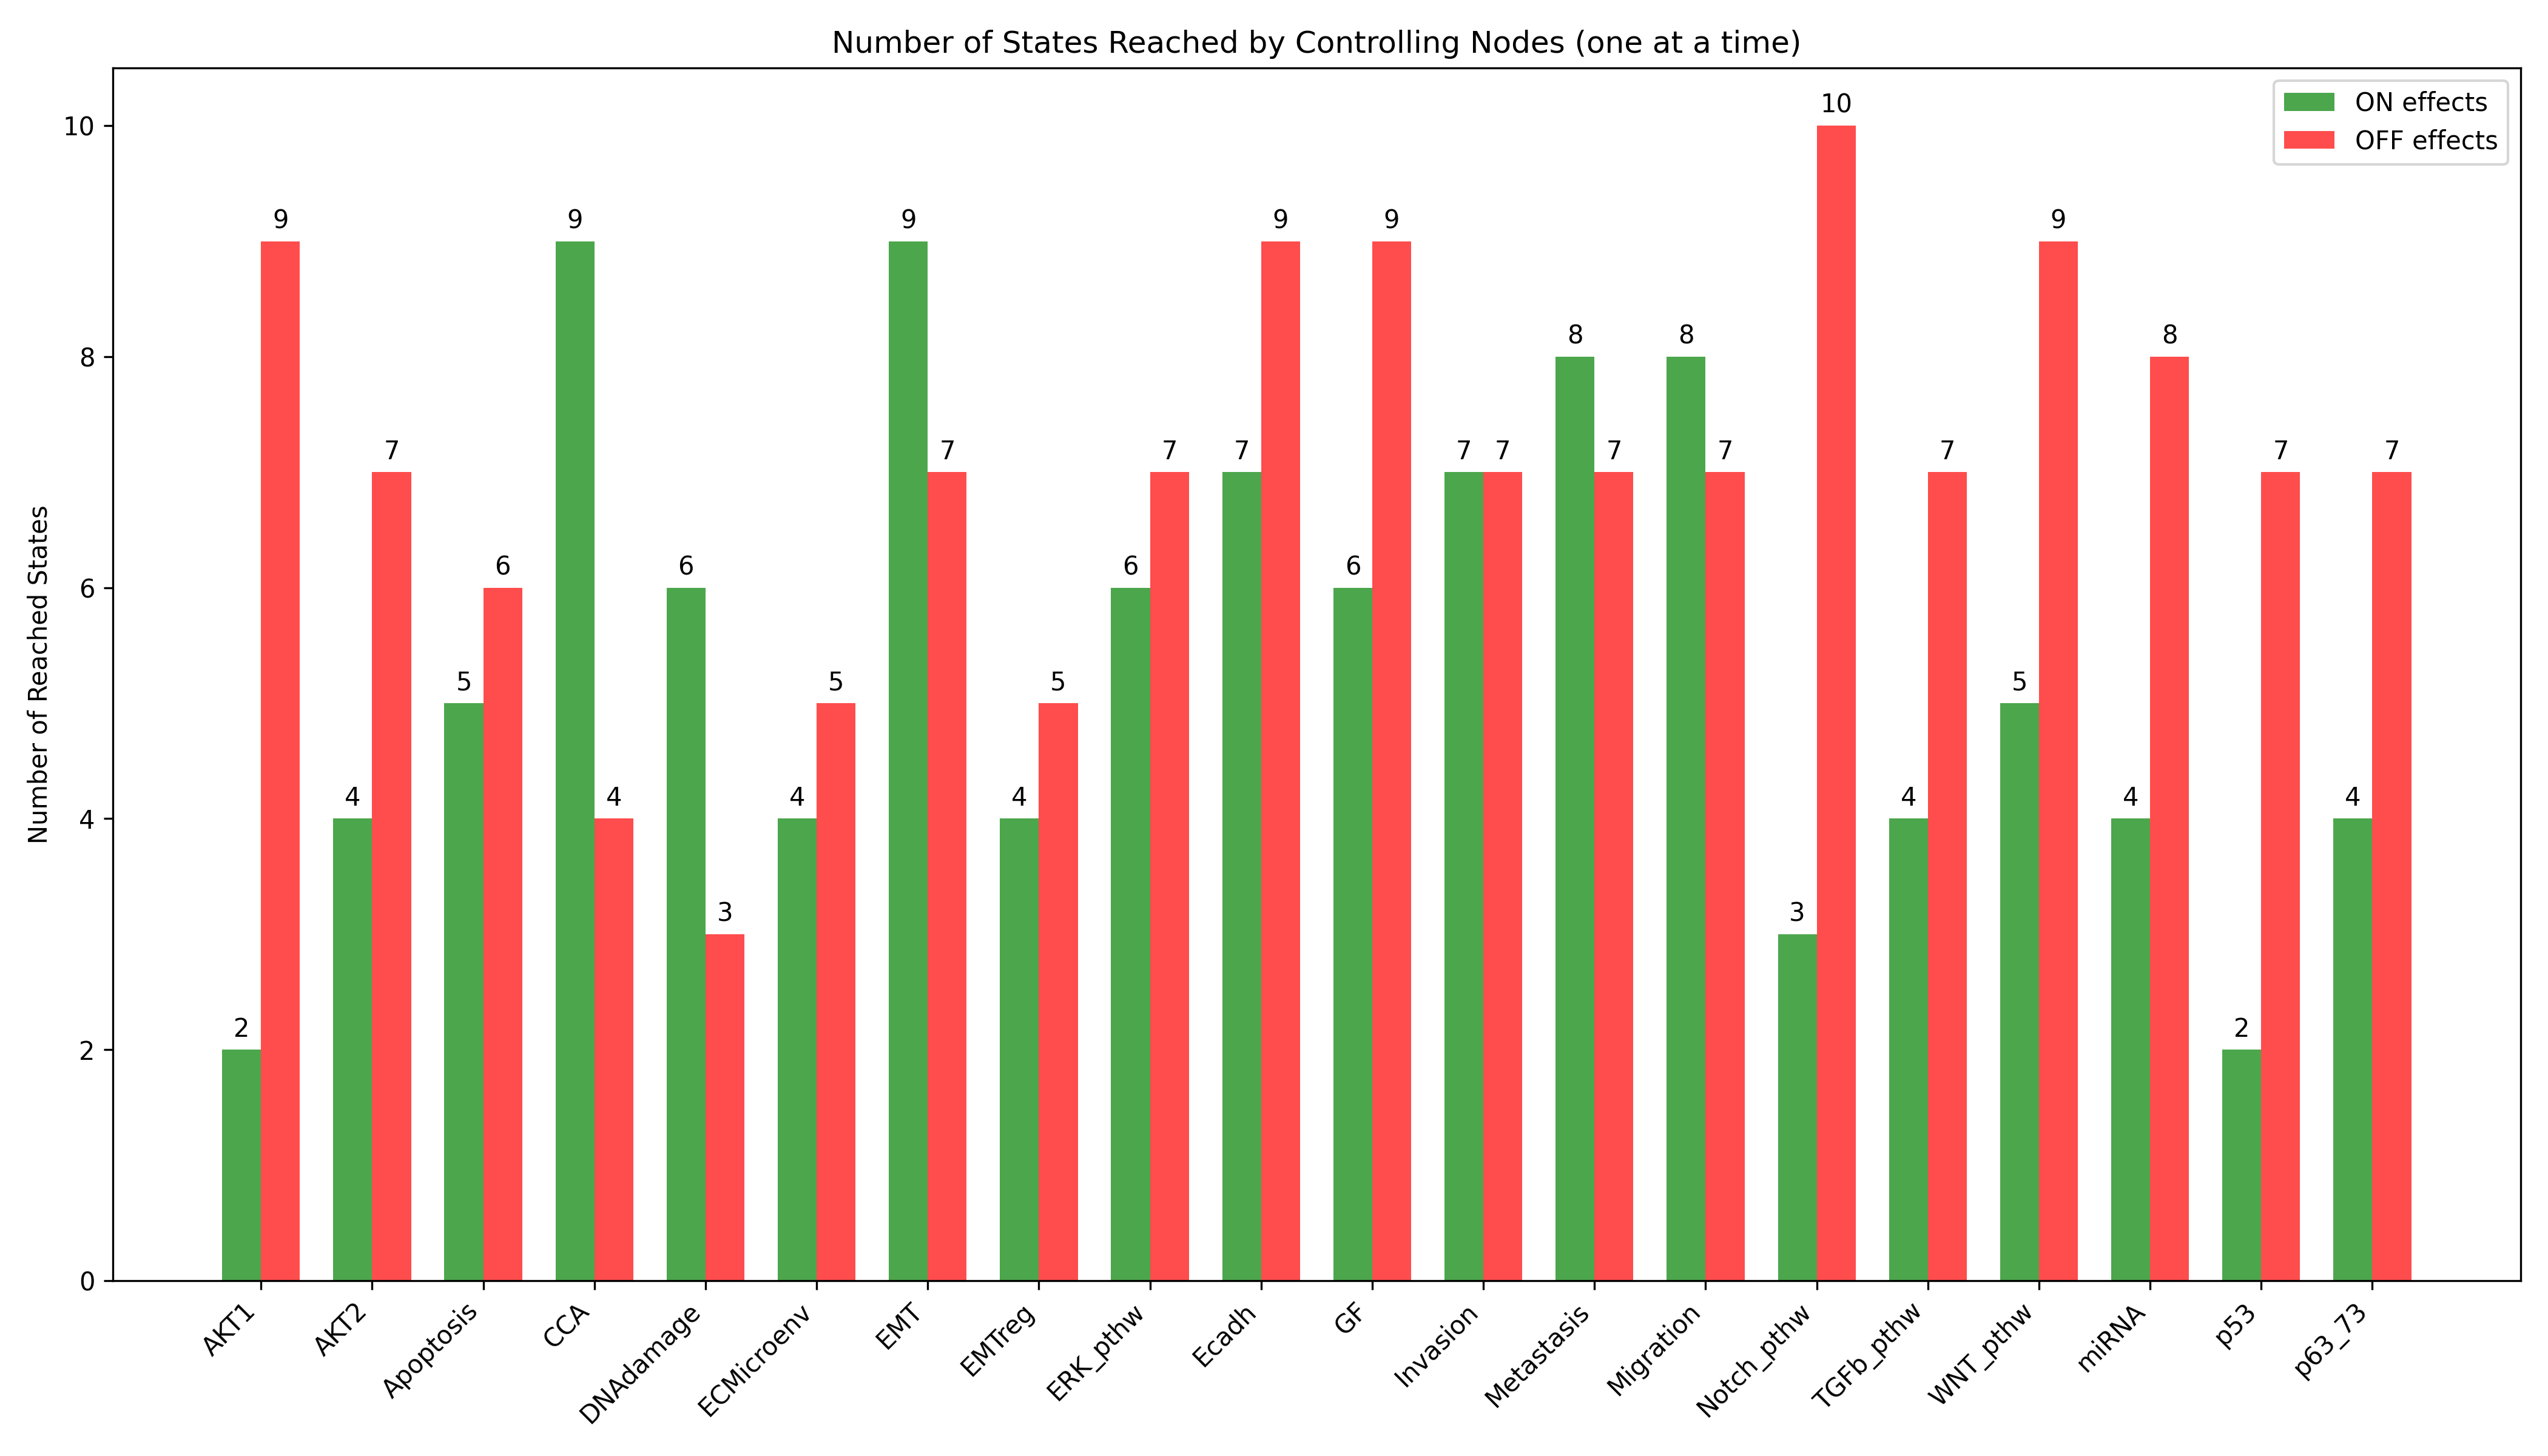 Number of States Reached by Controlling Nodes (one at a time)
ON effects
OFF effects
Number of Reached States
10
8
6
4
2
0
2 9
4 7
5 6
9 4
6 3
4 5
9 7
4 5
6 7
7 9
6 9
7 7
8 7
8 7
3 10
4 7
5 9
4 8
2 7
4 7
AKT1
AKT2
Apoptosis
CCA
DNAdamage
ECMicroenv
EMT
EMTreg
ERK_pthw
Ecadh
GF
Invasion
Metastasis
Migration
Notch_pthw
TGFb_pthw
WNT_pthw
miRNA
p53
p63_73